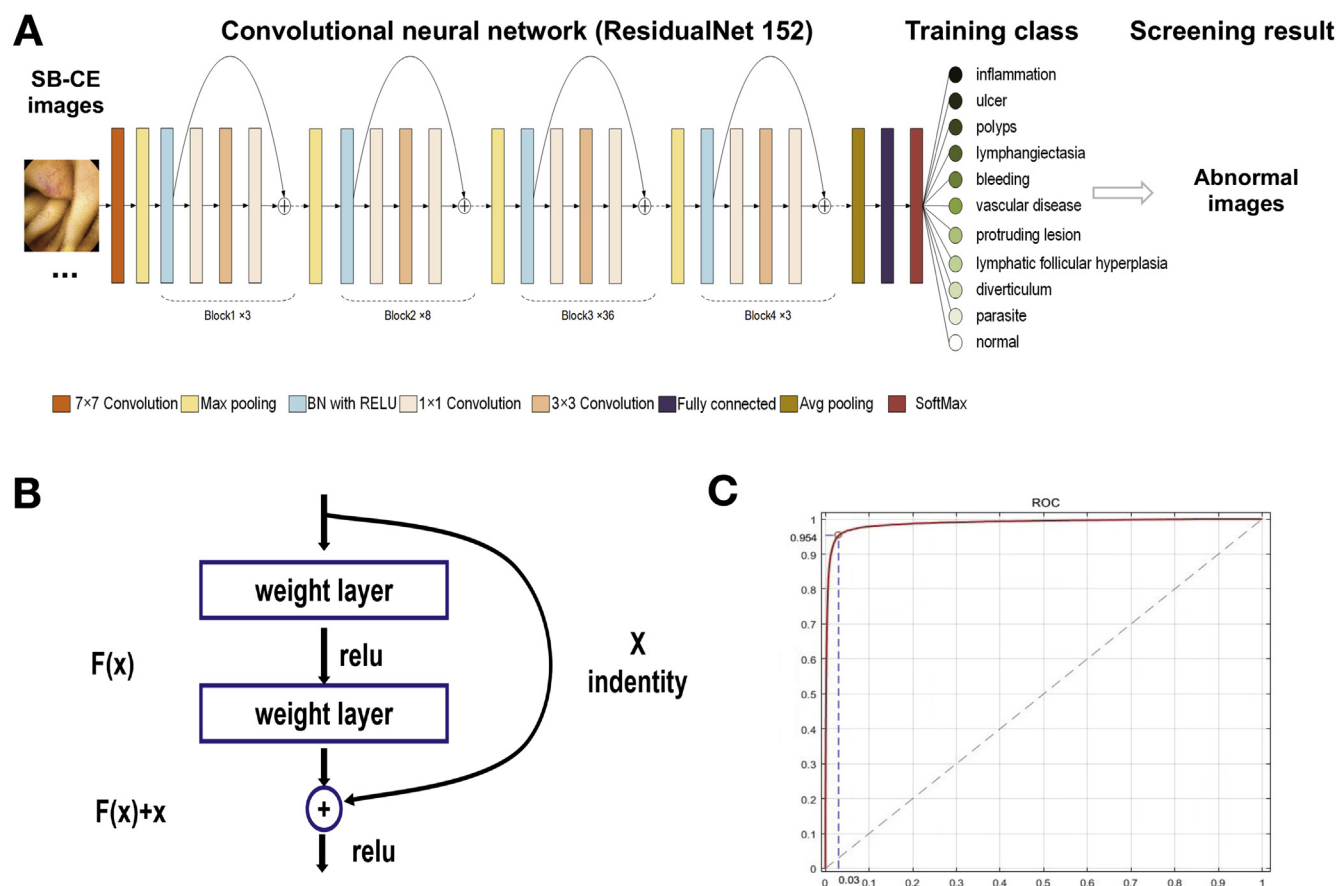 A
Convolutional neural network (ResidualNet 152)
Training class
Screening result
SB-CE
images
...
inflammation
ulcer
polyps
lymphangiectasia
bleeding
vascular disease
protruding lesion
lymphatic follicular hyperplasia
diverticulum
parasite
normal
Abnormal
images
+
+
+
+
Block1 ×3
Block2 ×8
Block3 ×36
Block4 ×3
7×7 Convolution
Max pooling
BN with RELU
1×1 Convolution
3×3 Convolution
Fully connected
Avg pooling
SoftMax
B
weight layer
F(x)
relu
X
indentity
weight layer
F(x)+x
+
relu
C
ROC
1
0.954
0.9
0.8
0.7
0.6
0.5
0.4
0.3
0.2
0.1
0
0 0.03 0.1 0.2 0.3 0.4 0.5 0.6 0.7 0.8 0.9 1